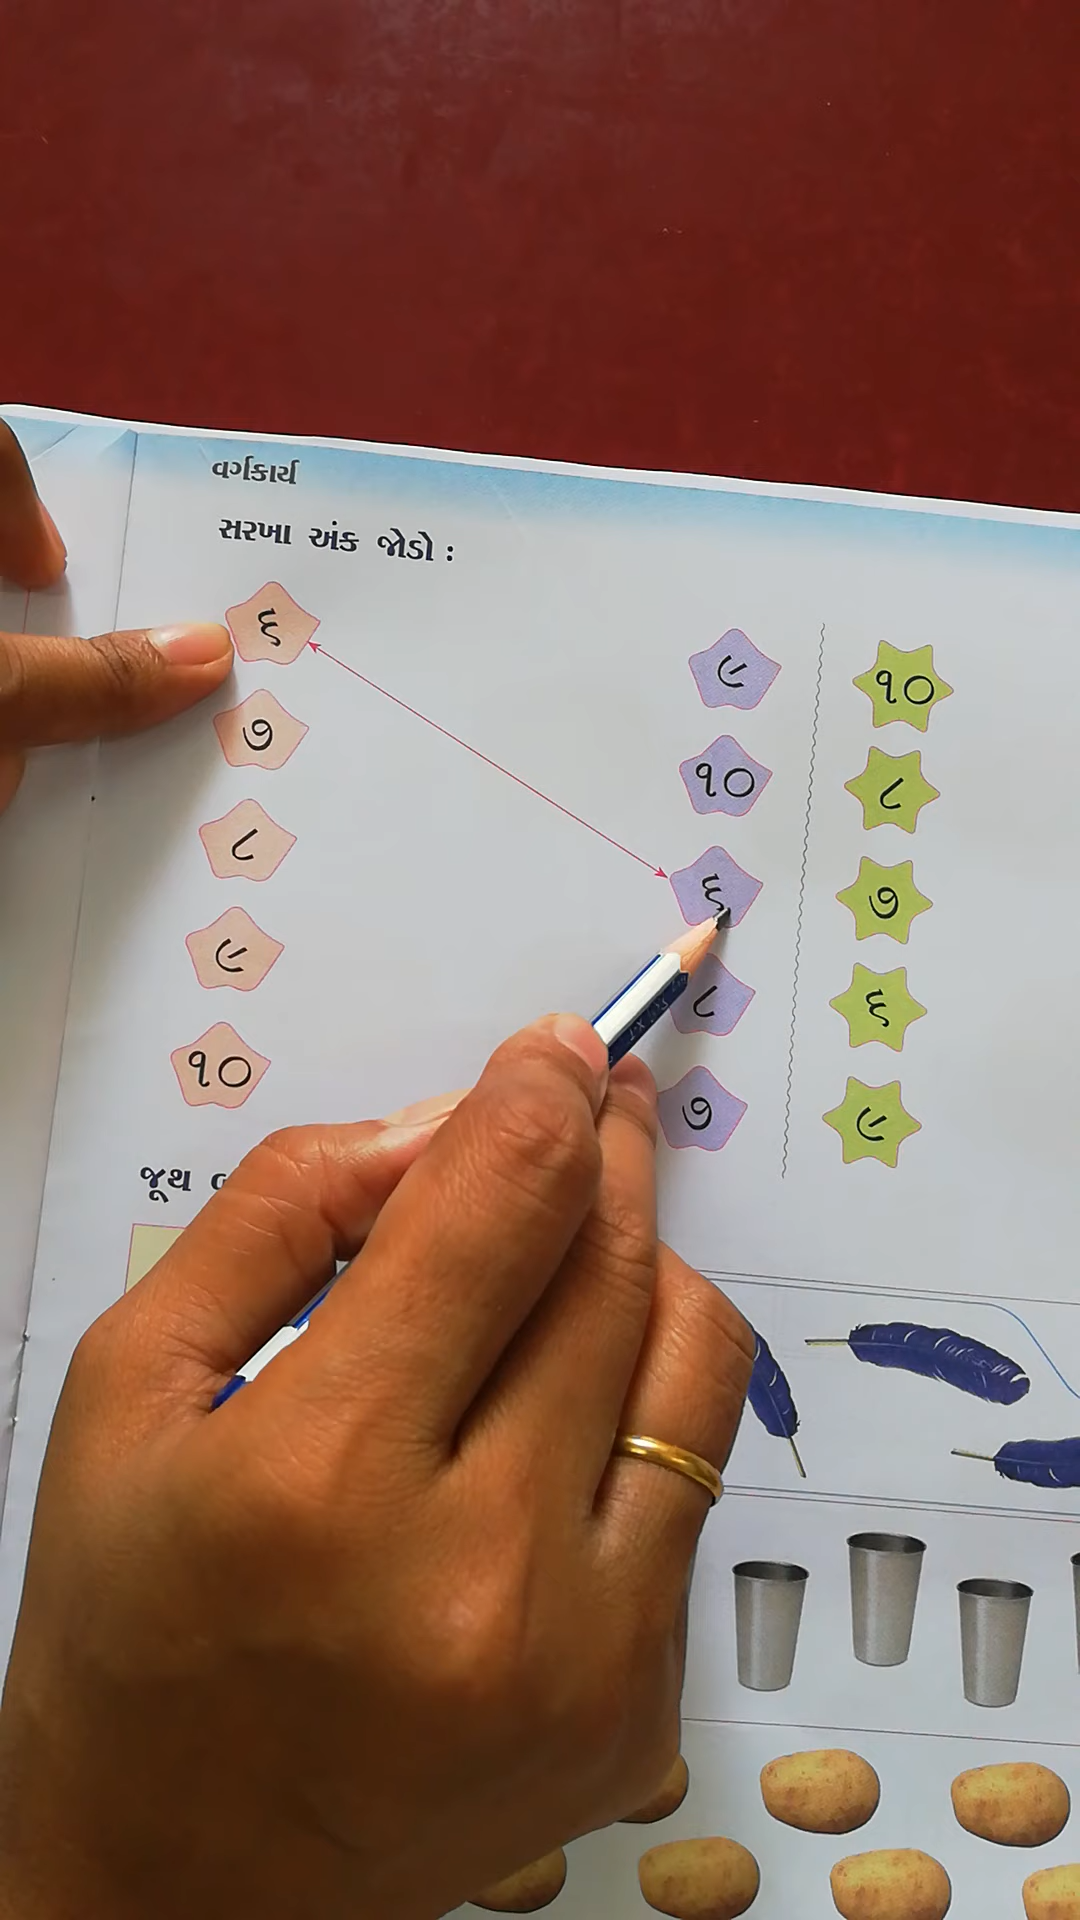 વર્ગકાર્ય
સરખા અંક જોડો :
૬ ૯ ૧૦
૭ ૧૦ ૮
૮ ૬ ૭
૯ ૮ ૬
૧૦ ૭ ૯
જૂથ